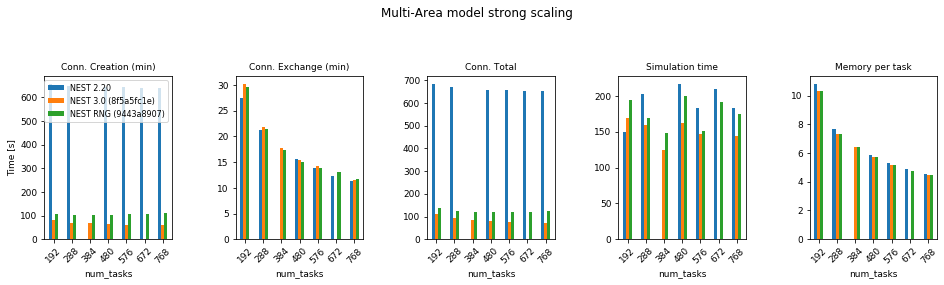 Multi-Area model strong scaling
Conn. Creation (min)
Time [s]
600
500
400
300
200
100
0
NEST 2.20
NEST 3.0 (8f5a5fc1e)
NEST RNG (9443a8907)
192 288 384 480 576 672 768
num_tasks
Conn. Exchange (min)
30
25
20
15
10
5
0
192 288 384 480 576 672 768
num_tasks
Conn. Total
700
600
500
400
300
200
100
0
192 288 384 480 576 672 768
num_tasks
Simulation time
200
150
100
50
0
192 288 384 480 576 672 768
num_tasks
Memory per task
10
8
6
4
2
0
192 288 384 480 576 672 768
num_tasks